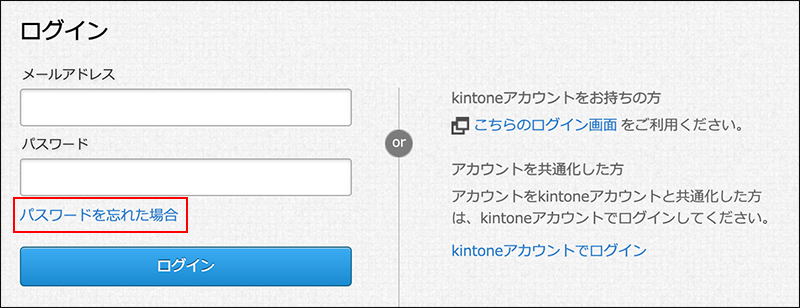 ログイン
メールアドレス
パスワード
パスワードを忘れた場合
ログイン
or
kintoneアカウントをお持ちの方
こちらのログイン画面 をご利用ください。
アカウントを共通化した方
アカウントをkintoneアカウントと共通化した方
は、kintoneアカウントでログインしてください。
kintoneアカウントでログイン